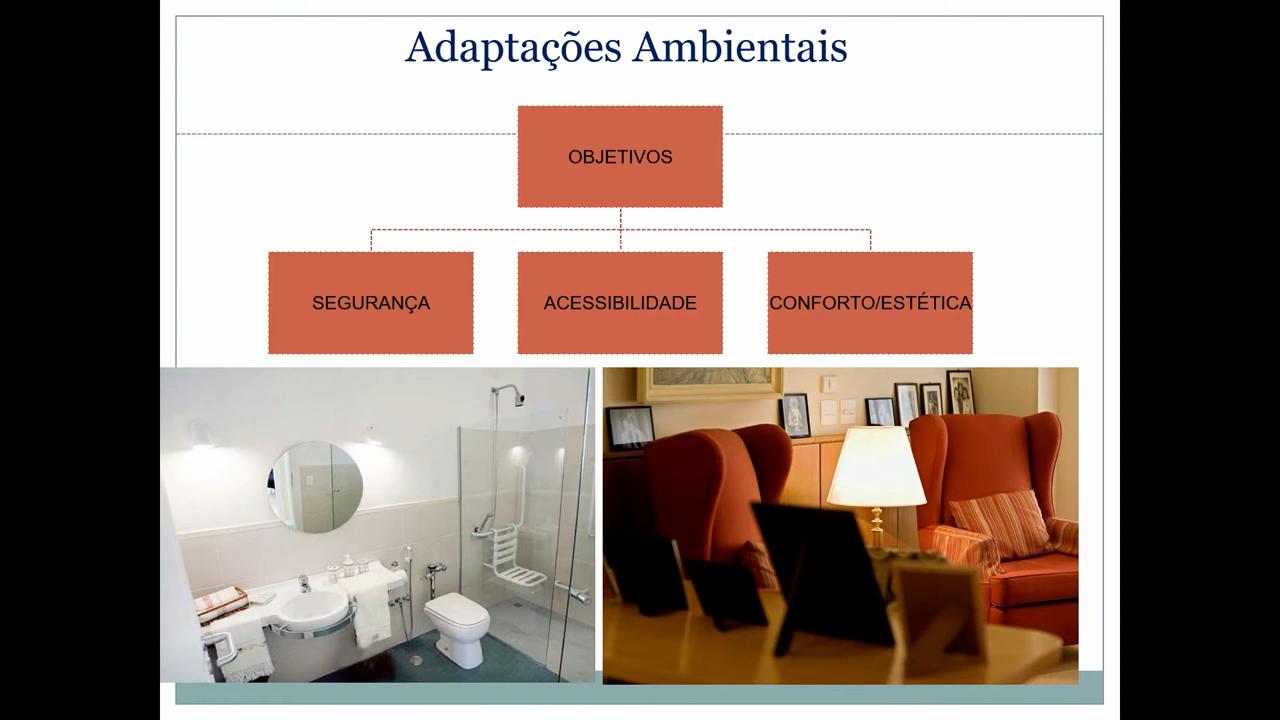 Adaptações Ambientais
OBJETIVOS
SEGURANÇA
ACESSIBILIDADE
CONFORTO/ESTÉTICA